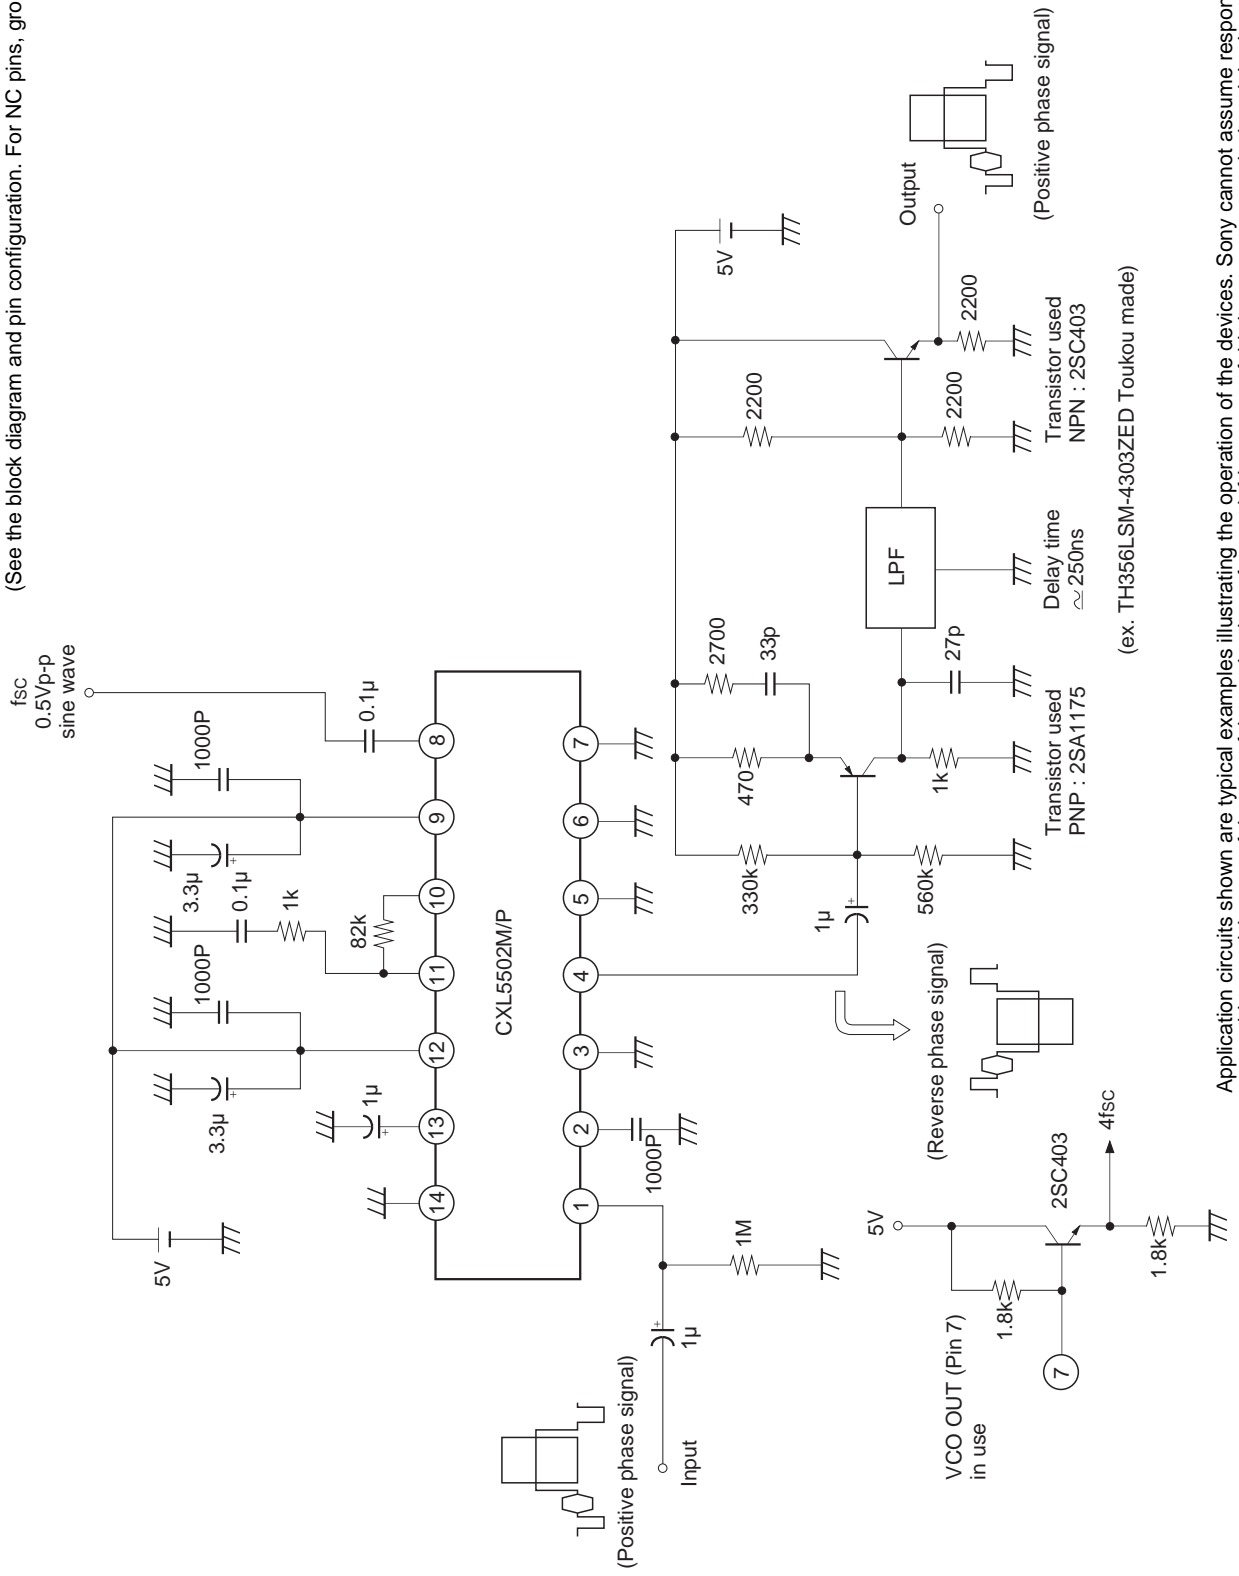 (See the block diagram and pin configuration. For NC pins, gro
fsc
0.5Vp-p
sine wave
5V
3.3µ
1000P
0.1µ
1k
82k
3.3µ
1000P
0.1µ
1µ
14
13
12
11
10
9
8
CXL5502M/P
1
2
3
4
5
6
7
1000P
(Positive phase signal)
Input
1µ
1M
1µ
(Reverse phase signal)
330k
560k
470
2700
33p
1k
27p
Transistor used
PNP : 2SA1175
LPF
Delay time
≃ 250ns
(ex. TH356LSM-4303ZED Toukou made)
2200
2200
2200
Transistor used
NPN : 2SC403
5V
Output
(Positive phase signal)
VCO OUT (Pin 7)
in use
7
5V
1.8k
2SC403
4fsc
1.8k
Application circuits shown are typical examples illustrating the operation of the devices. Sony cannot assume respon